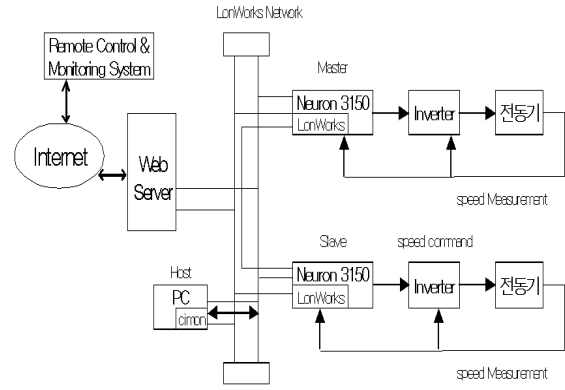 LonWorks Network
Remote Control &
Monitoring System
Internet
Web
Server
Master
Neuron 3150
LonWorks
Inverter
전동기
speed Measurement
Slave
speed command
Neuron 3150
LonWorks
Inverter
전동기
speed Measurement
Host
PC
cimon